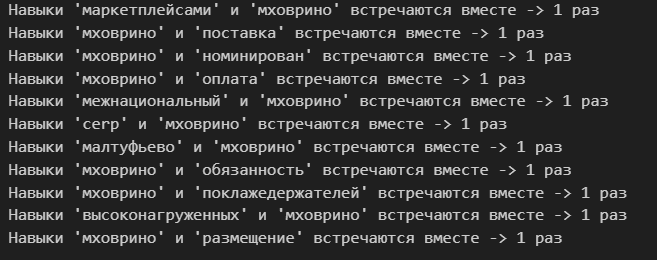 Навыки 'маркетплейсами' и 'мховрино' встречаются вместе -> 1 раз
Навыки 'мховрино' и 'поставка' встречаются вместе -> 1 раз
Навыки 'мховрино' и 'номинирован' встречаются вместе -> 1 раз
Навыки 'мховрино' и 'оплата' встречаются вместе -> 1 раз
Навыки 'межнациональный' и 'мховрино' встречаются вместе -> 1 раз
Навыки 'cerp' и 'мховрино' встречаются вместе -> 1 раз
Навыки 'малтуфьево' и 'мховрино' встречаются вместе -> 1 раз
Навыки 'мховрино' и 'обязанность' встречаются вместе -> 1 раз
Навыки 'мховрино' и 'поклажедержателей' встречаются вместе -> 1 раз
Навыки 'высоконагруженных' и 'мховрино' встречаются вместе -> 1 раз
Навыки 'мховрино' и 'размещение' встречаются вместе -> 1 раз